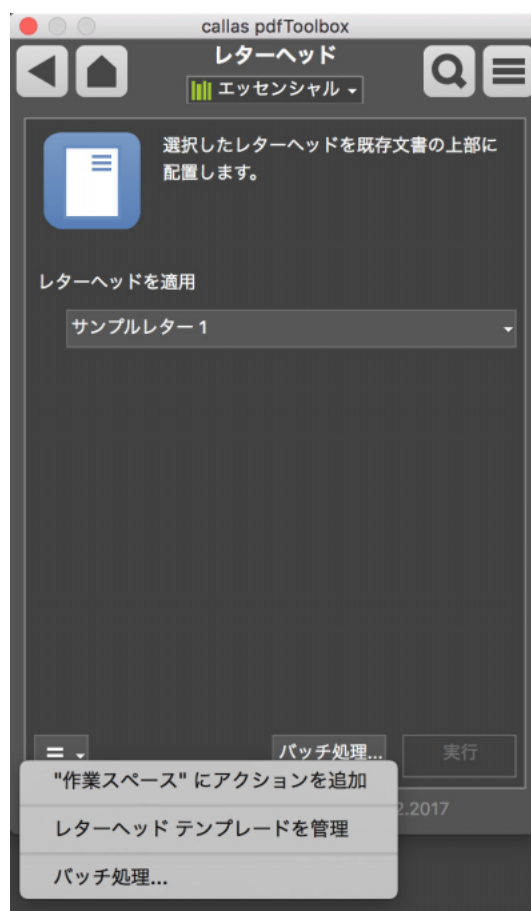 callas pdfToolbox
レターヘッド
エッセンシャル
選択したレターヘッドを既存文書の上部に
配置します。
レターヘッドを適用
サンプルレター 1
バッチ処理...
実行
"作業スペース" にアクションを追加
2.2017
レターヘッド テンプレードを管理
バッチ処理...